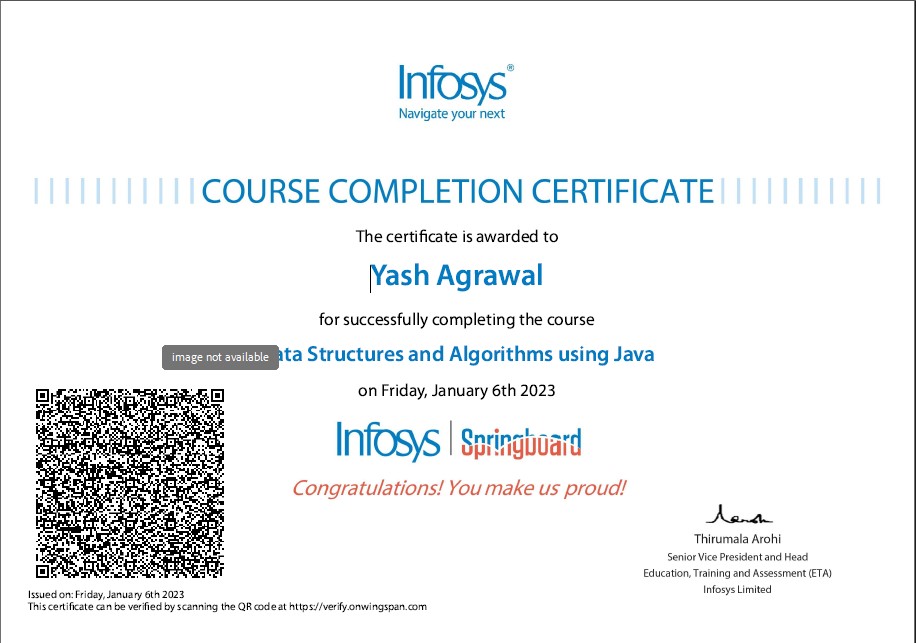 Infosys®
Navigate your next
COURSE COMPLETION CERTIFICATE
The certificate is awarded to
Yash Agrawal
for successfully completing the course
image not available
ata Structures and Algorithms using Java
on Friday, January 6th 2023
Infosys | Springboard
Congratulations! You make us proud!
Thirumala Arohi
Senior Vice President and Head
Education, Training and Assessment (ETA)
Infosys Limited
Issued on: Friday, January 6th 2023
This certificate can be verified by scanning the QR code at https://verify.onwingspan.com